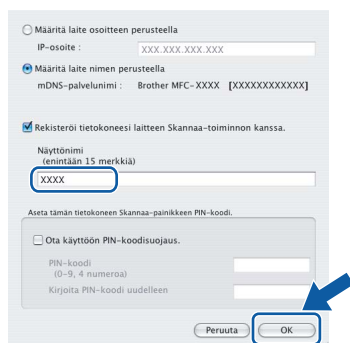 Määritä laite osoitteen perusteella
IP-osoite : XXX.XXX.XXX.XXX
Määritä laite nimen perusteella
mDNS-palvelunimi : Brother MFC-XXXX [XXXXXXXXXXXX]
Rekisteröi tietokoneesi laitteen Skannaa-toiminnon kanssa.
Näyttönimi
(enintään 15 merkkiä)
XXXX
Aseta tämän tietokoneen Skannaa-painikkeen PIN-koodi.
Ota käyttöön PIN-koodisuojaus.
PIN-koodi
(0-9, 4 numeroa)
Kirjoita PIN-koodi uudelleen
Peruuta OK